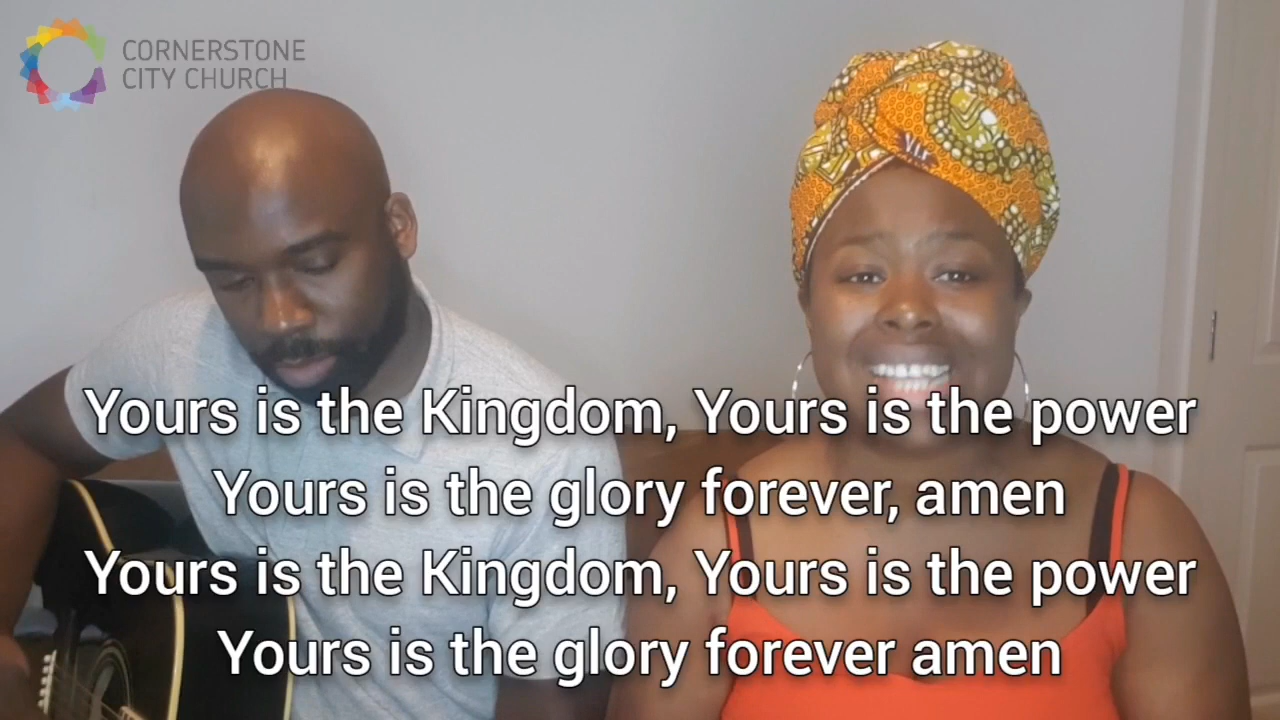 CORNERSTONE
CITY CHURCH
Yours is the Kingdom, Yours is the power
Yours is the glory forever, amen
Yours is the Kingdom, Yours is the power
Yours is the glory forever amen